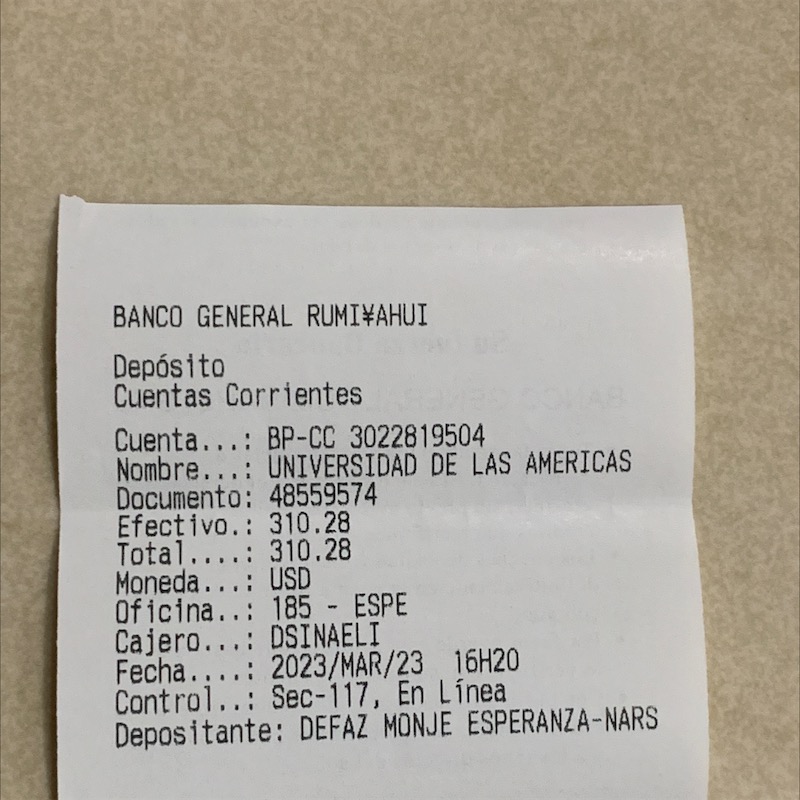 BANCO GENERAL RUMI¥AHUI
Depósito
Cuentas Corrientes
Cuenta...: BP-CC 3022819504
Nombre...: UNIVERSIDAD DE LAS AMERICAS
Documento: 48559574
Efectivo.: 310.28
Total....: 310.28
Moneda...: USD
Oficina..: 185 - ESPE
Cajero...: DSINAELI
Fecha....: 2023/MAR/23 16H20
Control..: Sec-117, En Línea
Depositante: DEFAZ MONJE ESPERANZA-NARS